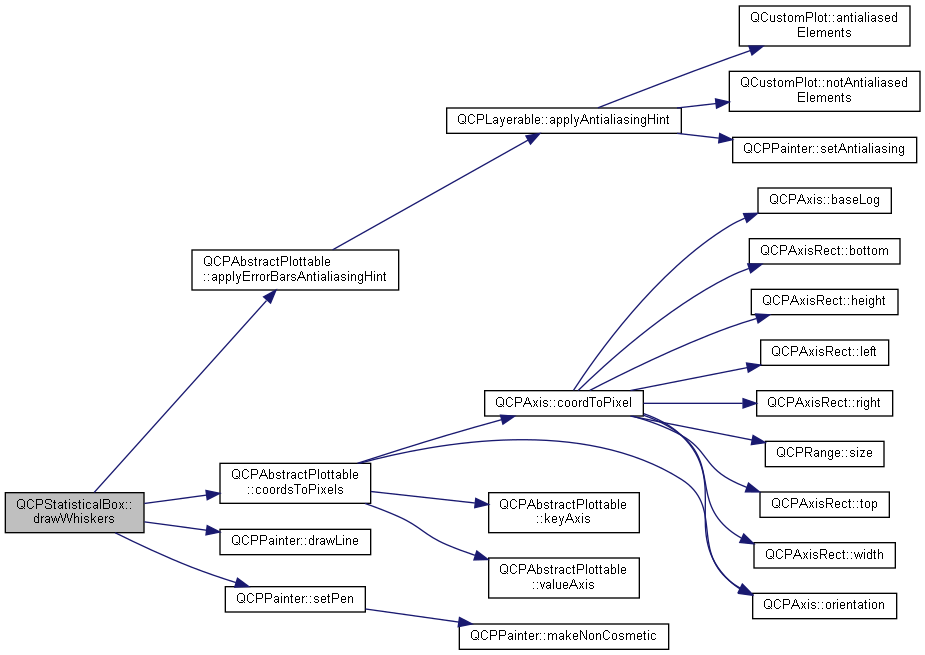 QCustomPlot::antialiased
Elements
QCustomPlot::notAntialiased
Elements
QCPLayerable::applyAntialiasingHint
QCPPainter::setAntialiasing
QCPAxis::baseLog
QCPAxisRect::bottom
QCPAbstractPlottable
::applyErrorBarsAntialiasingHint
QCPAxisRect::height
QCPAxisRect::left
QCPAxis::coordToPixel
QCPAxisRect::right
QCPRange::size
QCPAbstractPlottable
::coordsToPixels
QCPStatisticalBox::
drawWhiskers
QCPAbstractPlottable
::keyAxis
QCPAxisRect::top
QCPPainter::drawLine
QCPAxisRect::width
QCPAbstractPlottable
::valueAxis
QCPPainter::setPen
QCPAxis::orientation
QCPPainter::makeNonCosmetic